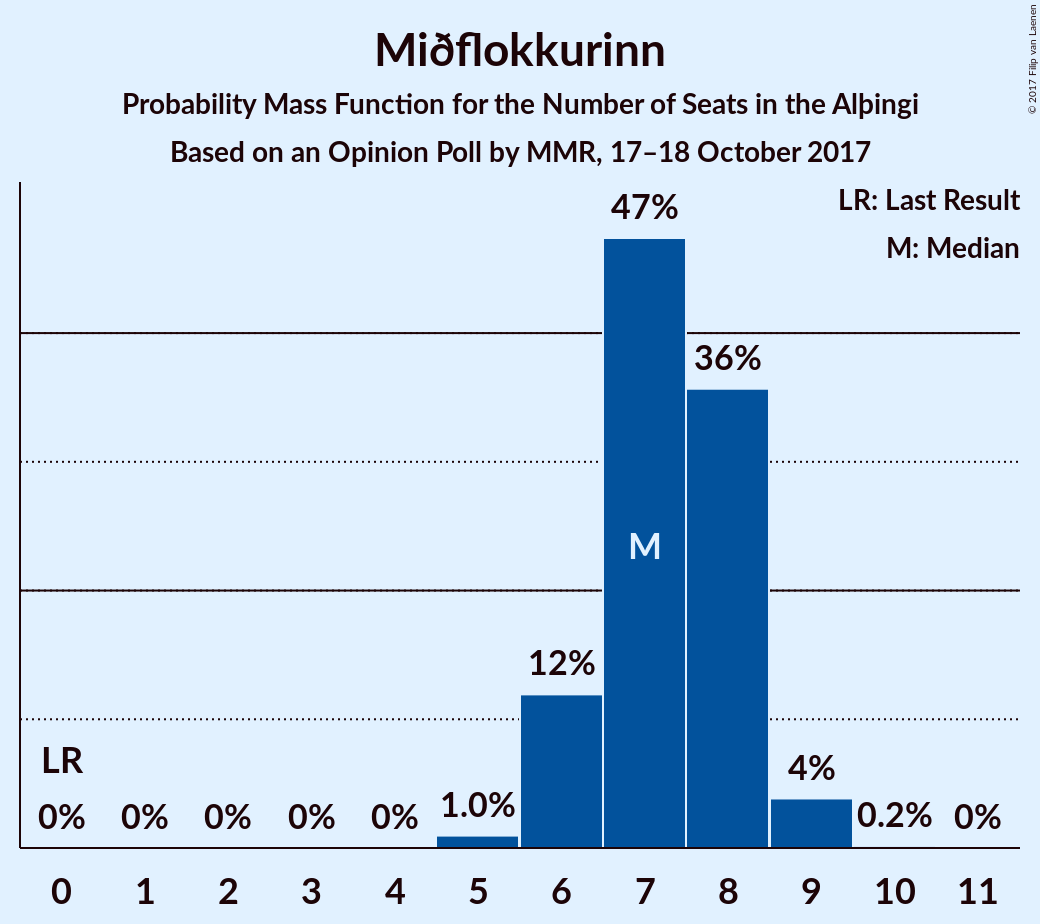 Miðflokkurinn
Probability Mass Function for the Number of Seats in the Alþingi
Based on an Opinion Poll by MMR, 17–18 October 2017
© 2017 Filip van Laenen
LR: Last Result
M: Median
47%
36%
M
12%
LR
4%
0% 0% 0% 0% 0% 1.0% 0.2% 0%
0 1 2 3 4 5 6 7 8 9 10 11